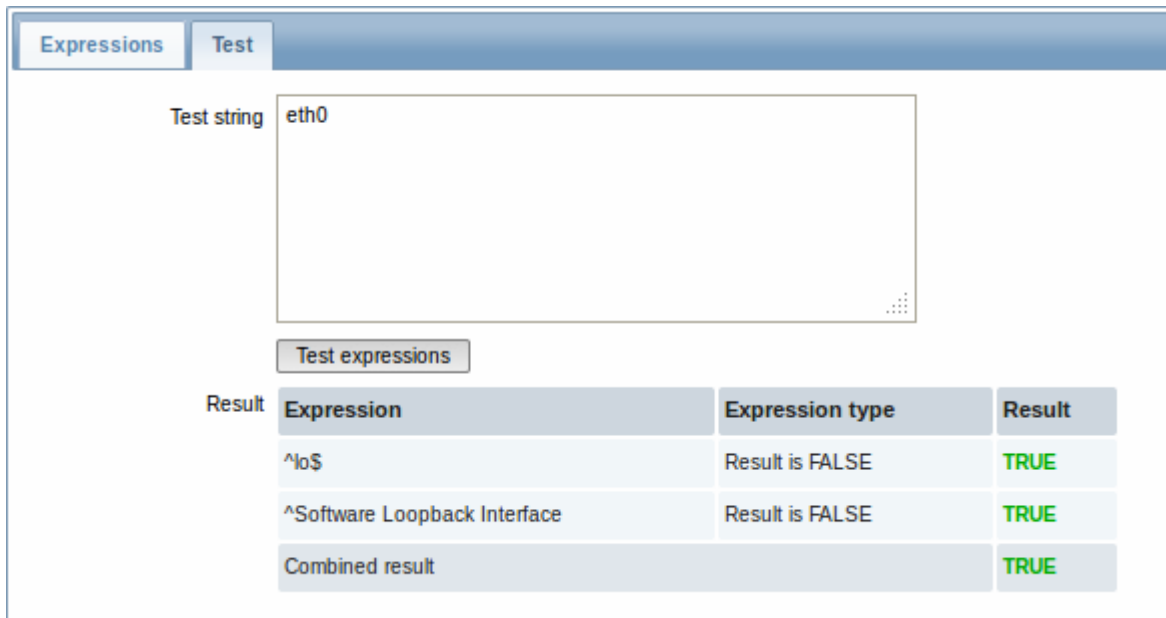 Expressions Test
Test string eth0
Test expressions
Result Expression Expression type Result
^lo$ Result is FALSE TRUE
^Software Loopback Interface Result is FALSE TRUE
Combined result TRUE